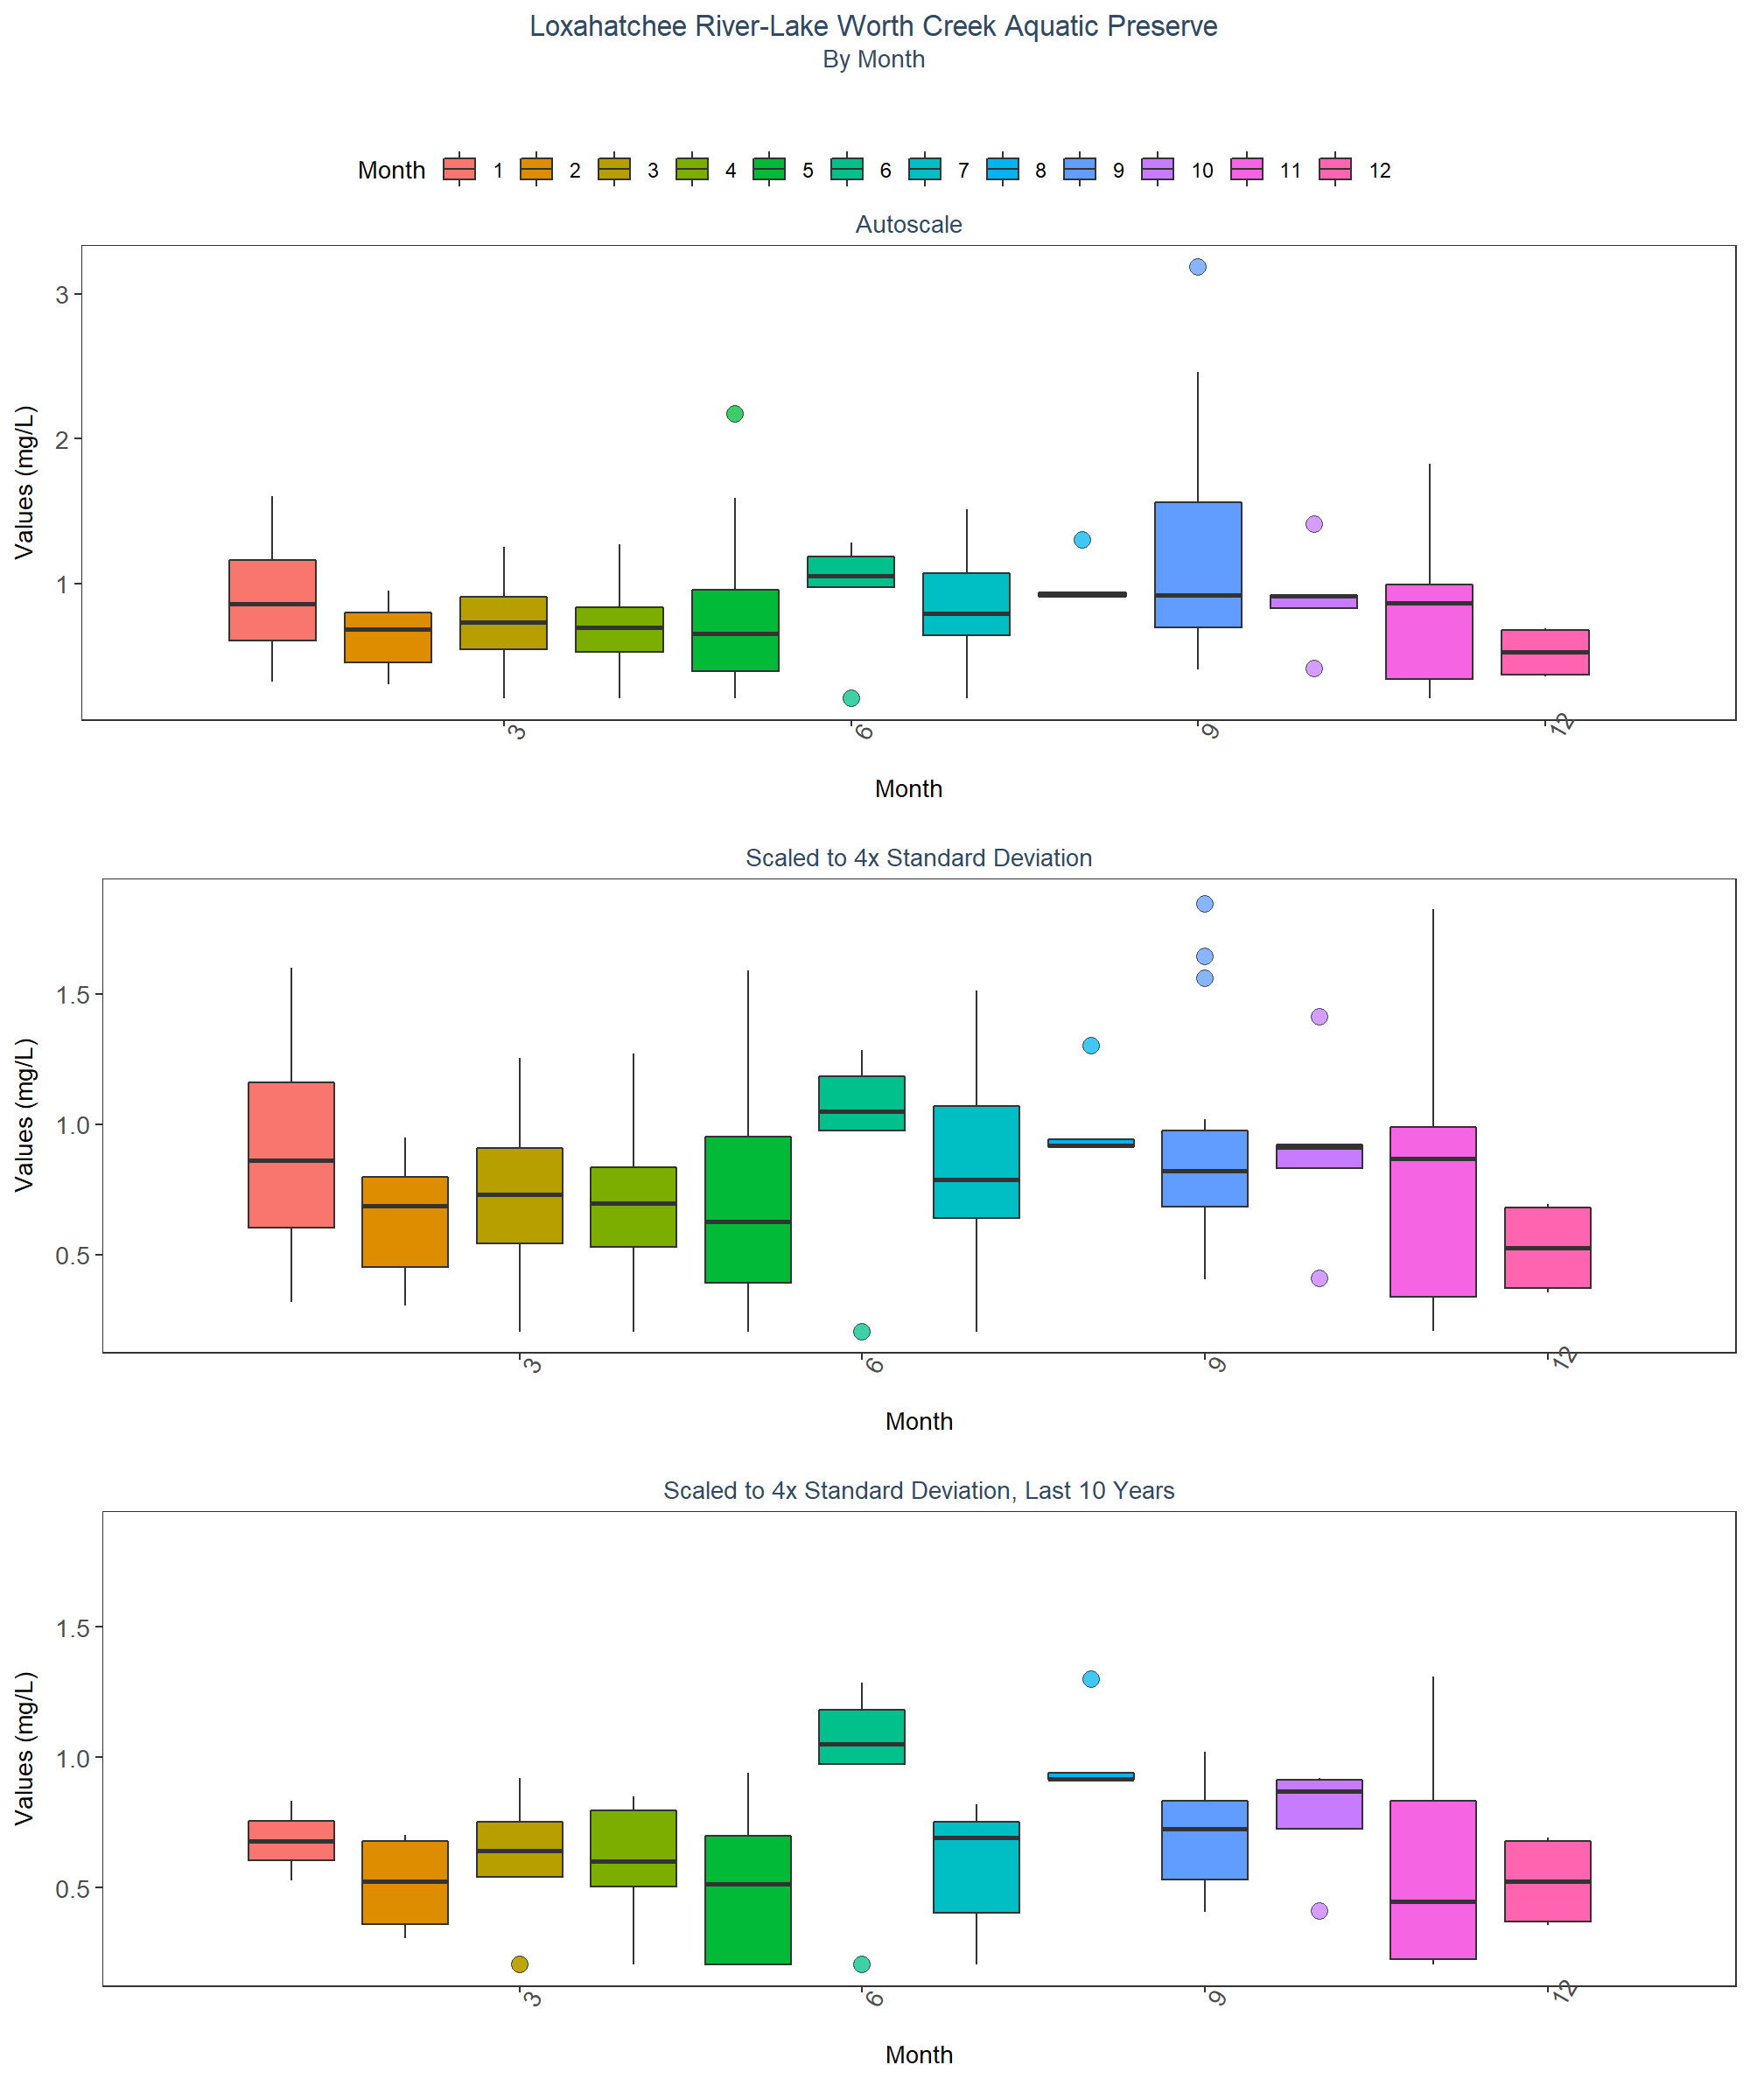 Loxahatchee River-Lake Worth Creek Aquatic Preserve
By Month
Month 1 2 3 4 5 6 7 8 9 10 11 12
Autoscale
Values (mg/L)
3
2
1
3 6 9 12
Month
Scaled to 4x Standard Deviation
Values (mg/L)
1.5
1.0
0.5
3 6 9 12
Month
Scaled to 4x Standard Deviation, Last 10 Years
Values (mg/L)
1.5
1.0
0.5
3 6 9 12
Month